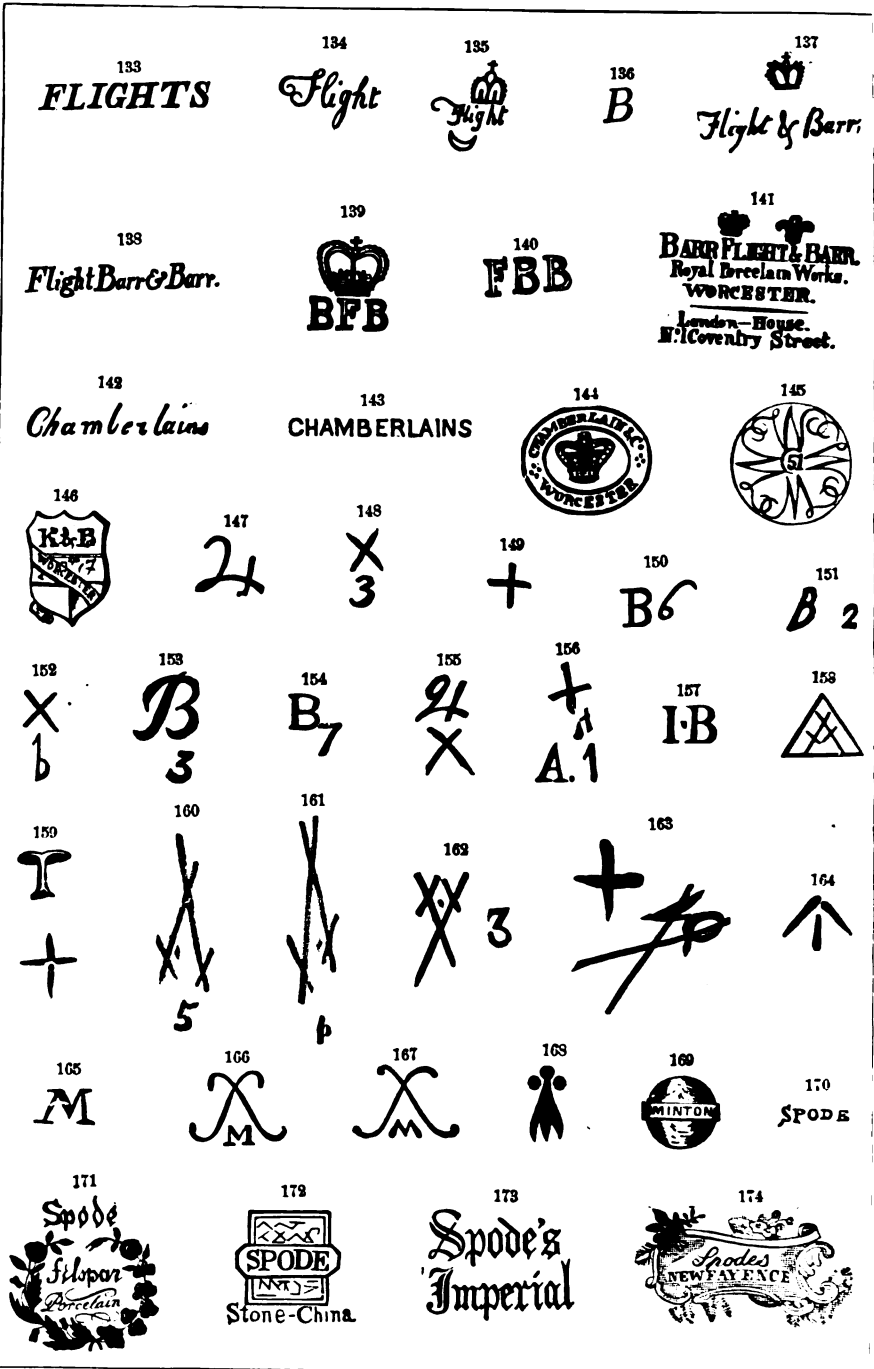 133
FLIGHTS
134
Flight
135
Flight
136
B
137
Flight & Barr.
138
Flight Barr & Barr.
139
BFB
140
FBB
141
BARR FLIGHT & BARR.
Royal Porcelain Works.
WORCESTER.
London-House.
N.º1 Coventry Street.
142
Chamberlains
143
CHAMBERLAINS
144
CHAMBERLAIN & Co
WORCESTER
145
51
146
K&B
WORCESTER
147
24
148
X
3
149
+
150
B6
151
B 2
152
X
b
153
B
3
154
B7
155
24
X
156
+
A.1
157
I·B
158
159
T
+
160
5
161
p
162
3
163
+
164
165
M
166
M
167
M
168
169
MINTON
170
SPODE
171
Spode
Felspar
Porcelain
172
SPODE
Stone-China
173
Spode's
Imperial
174
Spodes
NEW FAYENCE